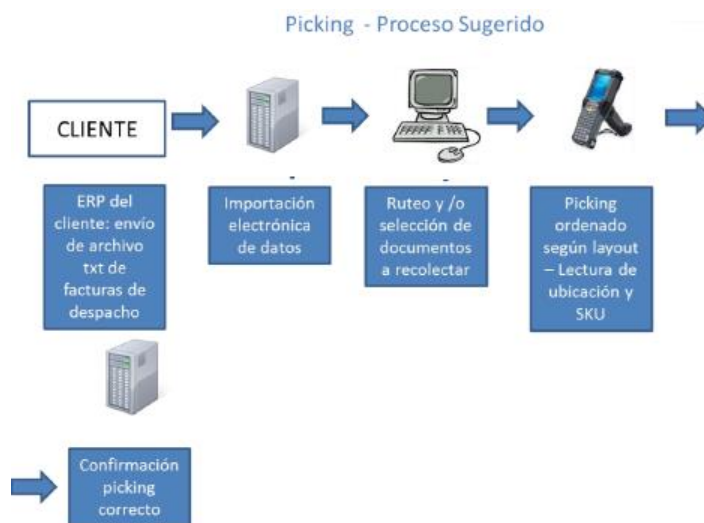 Picking - Proceso Sugerido
CLIENTE
ERP del
cliente: envío
de archivo
txt de
facturas de
despacho
Importación
electrónica
de datos
Ruteo y /o
selección de
documentos
a recolectar
Picking
ordenado
según layout
– Lectura de
ubicación y
SKU
Confirmación
picking
correcto